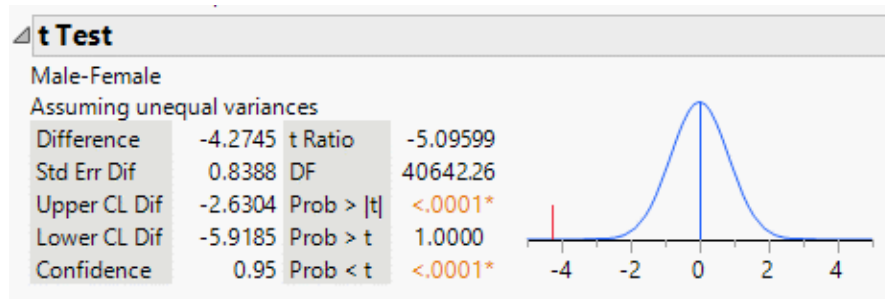 t Test
Male-Female
Assuming unequal variances
Difference -4.2745 t Ratio -5.09599
Std Err Dif 0.8388 DF 40642.26
Upper CL Dif -2.6304 Prob > |t| <.0001*
Lower CL Dif -5.9185 Prob > t 1.0000
Confidence 0.95 Prob < t <.0001*
-4 -2 0 2 4